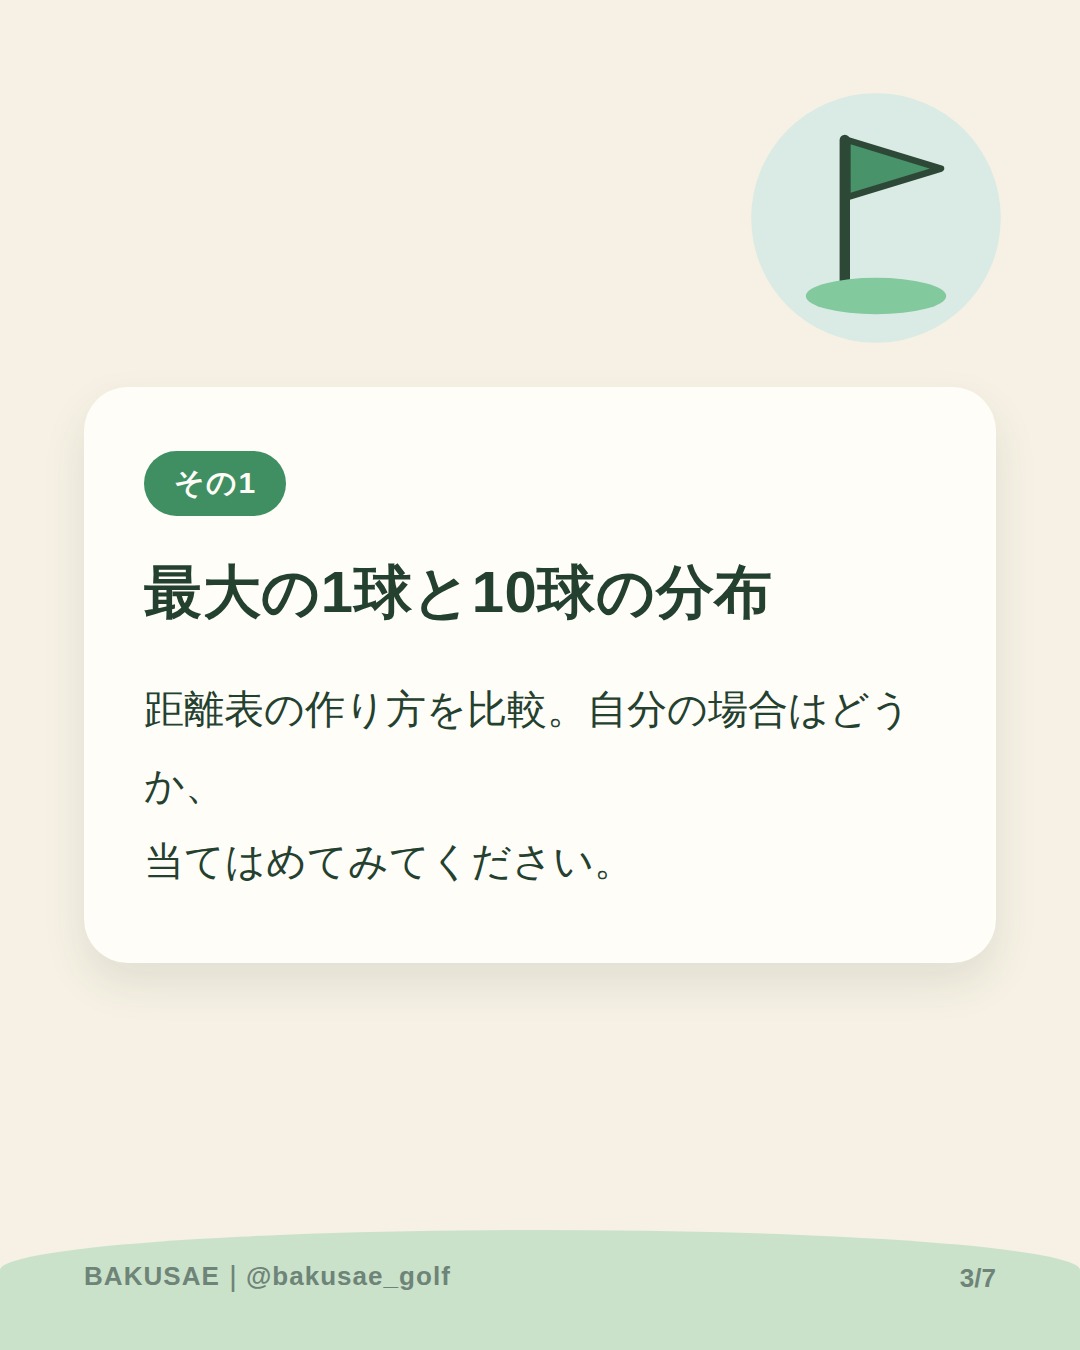 その1
最大の1球と10球の分布
距離表の作り方を比較。自分の場合はどう
か、
当てはめてみてください。
BAKUSAE | @bakusae_golf
3/7